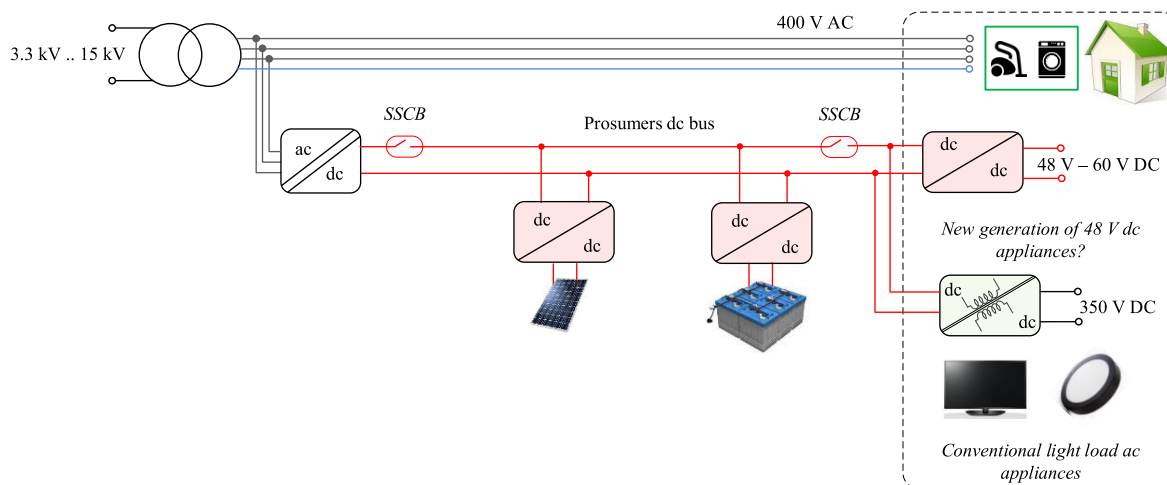 400 V AC
3.3 kV .. 15 kV
SSCB
Prosumers dc bus
SSCB
ac
dc
dc
dc
48 V – 60 V DC
dc
dc
dc
dc
New generation of 48 V dc
appliances?
dc
dc
350 V DC
Conventional light load ac
appliances